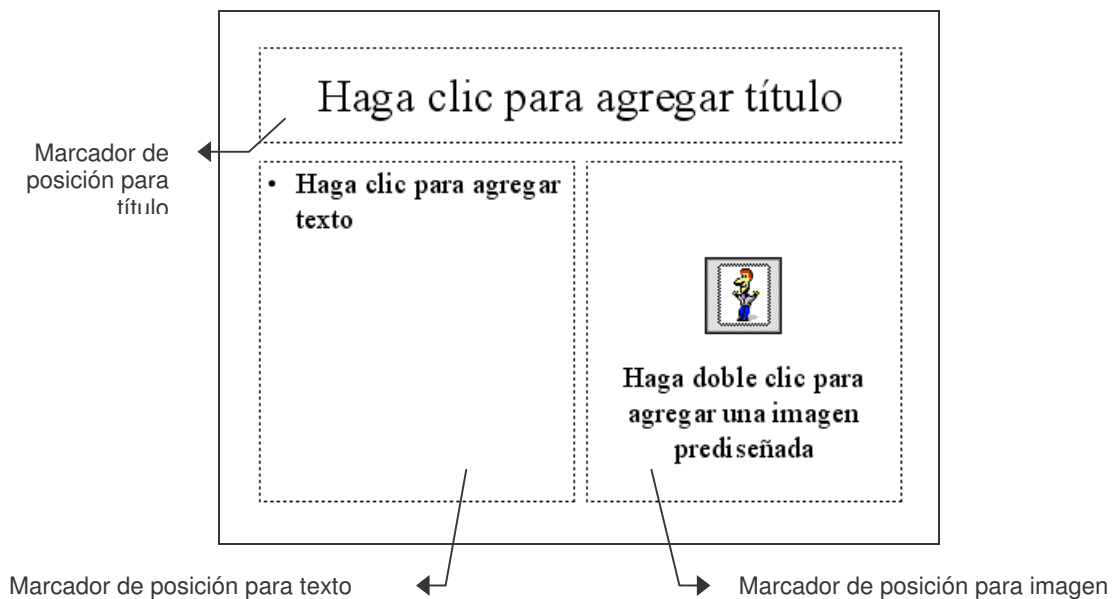 Haga clic para agregar título
Marcador de
posición para
título
• Haga clic para agregar
texto
Haga doble clic para
agregar una imagen
prediseñada
Marcador de posición para texto
Marcador de posición para imagen